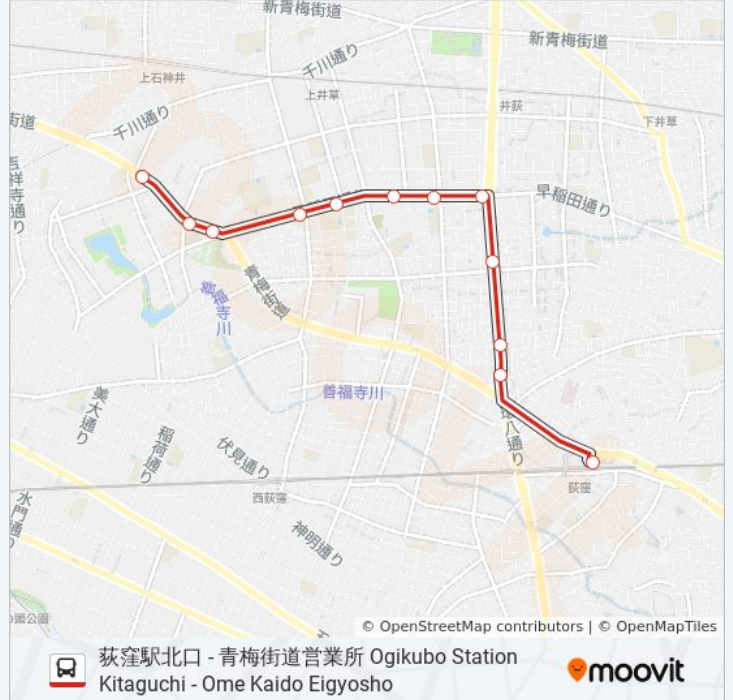 新青梅街道
新青梅街道
千川通り
上石神井
上井草
井荻
街道
千川通り
下井草
吉祥寺通り
早稲田通り
青梅街道
善福寺川
善福寺川
美大通り
稲荷通り
伏見通り
環八通り
荻窪
西荻窪
水門通り
神明通り
頭公園
© OpenStreetMap contributors | © OpenMapTiles
荻窪駅北口 - 青梅街道営業所 Ogikubo Station
Kitaguchi - Ome Kaido Eigyosho
moovit